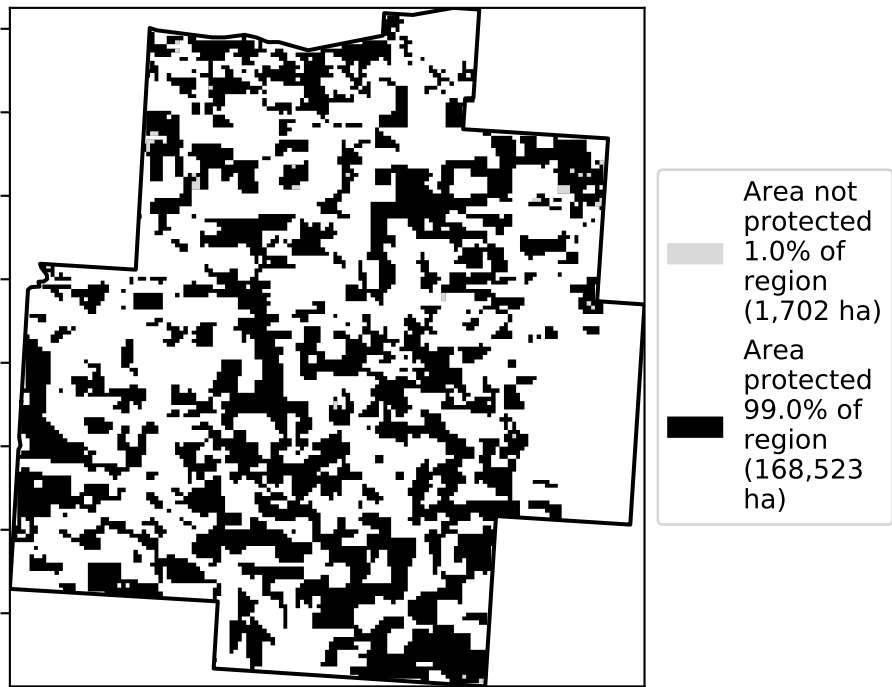 Area not
protected
1.0% of
region
(1,702 ha)
Area
protected
99.0% of
region
(168,523
ha)